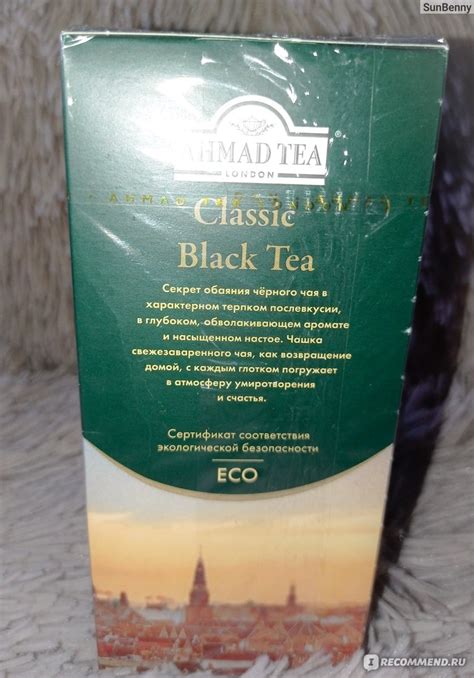 SunBenny
AHMAD TEA
LONDON
Classic
Black Tea
Секрет обаяния чёрного чая в
характерном терпком послевкусии,
в глубоком, обволакивающем аромате
и насыщенном настое. Чашка
свежезаваренного чая, как возвращение
домой, с каждым глотком погружает
в атмосферу умиротворения
и счастья.
Сертификат соответствия
экологической безопасности
ECO
I RECOMMEND.RU